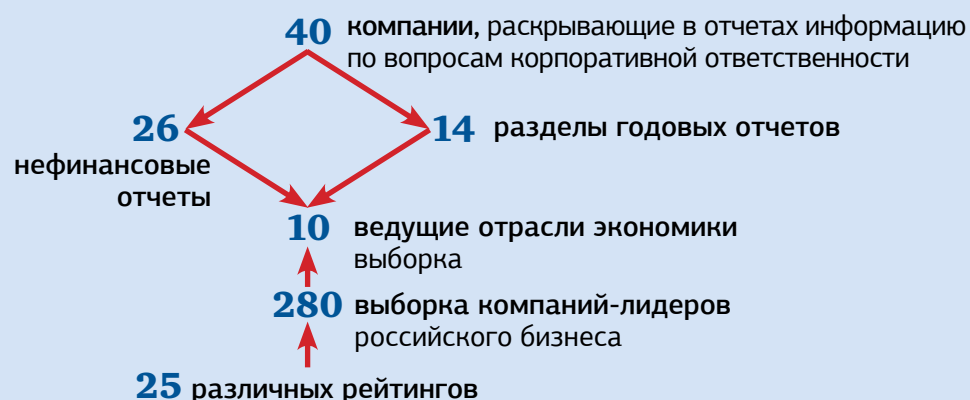 40 компании, раскрывающие в отчетах информацию
по вопросам корпоративной ответственности
26
нефинансовые
отчеты
14 разделы годовых отчетов
10 ведущие отрасли экономики
выборка
280 выборка компаний-лидеров
российского бизнеса
25 различных рейтингов